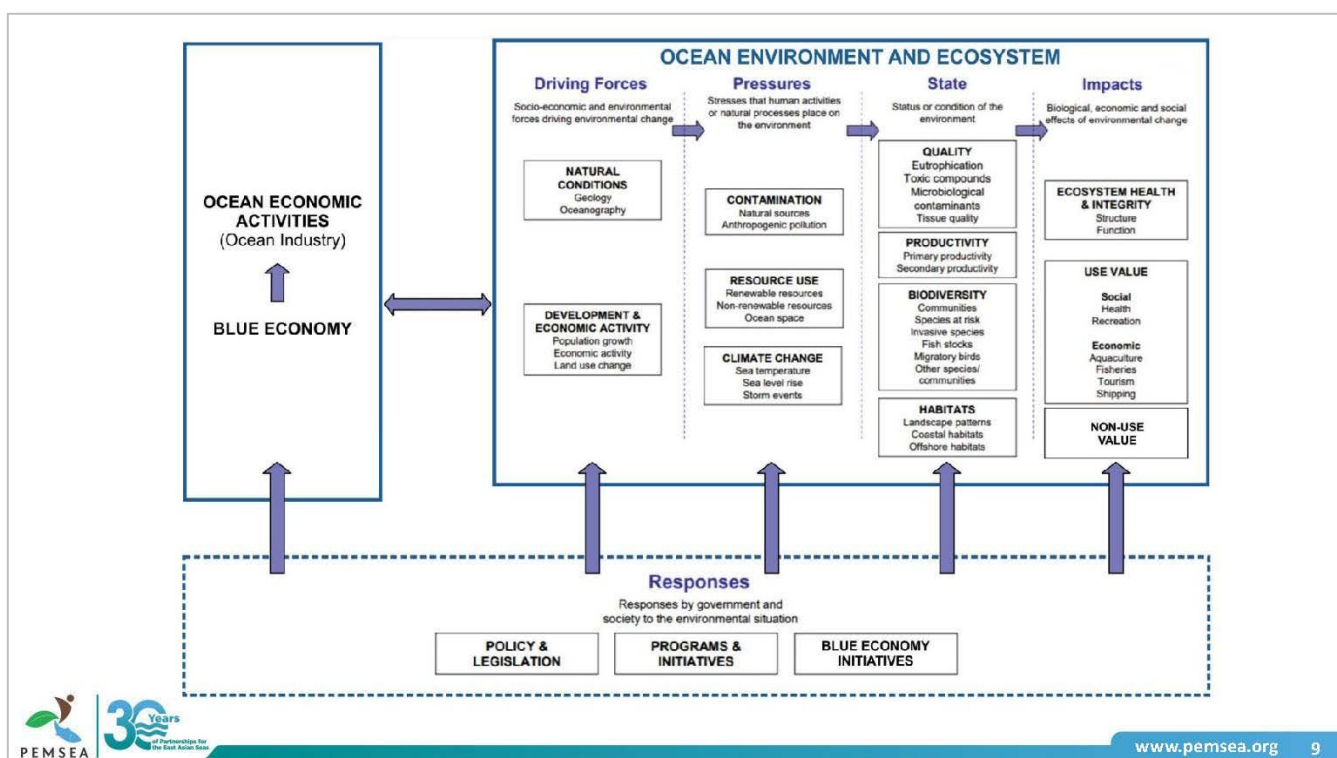 OCEAN ECONOMIC
ACTIVITIES
(Ocean Industry)
BLUE ECONOMY
OCEAN ENVIRONMENT AND ECOSYSTEM
Driving Forces
Socio-economic and environmental
forces driving environmental change
NATURAL
CONDITIONS
Geology
Oceanography
DEVELOPMENT &
ECONOMIC ACTIVITY
Population growth
Economic activity
Land use change
Pressures
Stresses that human activities
or natural processes place on
the environment
CONTAMINATION
Natural sources
Anthropogenic pollution
RESOURCE USE
Renewable resources
Non-renewable resources
Ocean space
CLIMATE CHANGE
Sea temperature
Sea level rise
Storm events
State
Status or condition of the
environment
QUALITY
Eutrophication
Toxic compounds
Microbiological
contaminants
Tissue quality
PRODUCTIVITY
Primary productivity
Secondary productivity
BIODIVERSITY
Communities
Species at risk
Invasive species
Fish stocks
Migratory birds
Other species/
communities
HABITATS
Landscape patterns
Coastal habitats
Offshore habitats
Impacts
Biological, economic and social
effects of environmental change
ECOSYSTEM HEALTH
& INTEGRITY
Structure
Function
USE VALUE
Social
Health
Recreation
Economic
Aquaculture
Fisheries
Tourism
Shipping
NON-USE
VALUE
Responses
Responses by government and
society to the environmental situation
POLICY &
LEGISLATION
PROGRAMS &
INITIATIVES
BLUE ECONOMY
INITIATIVES
PEMSEA
30 Years
of Partnerships for
the East Asian Seas
www.pemsea.org 9